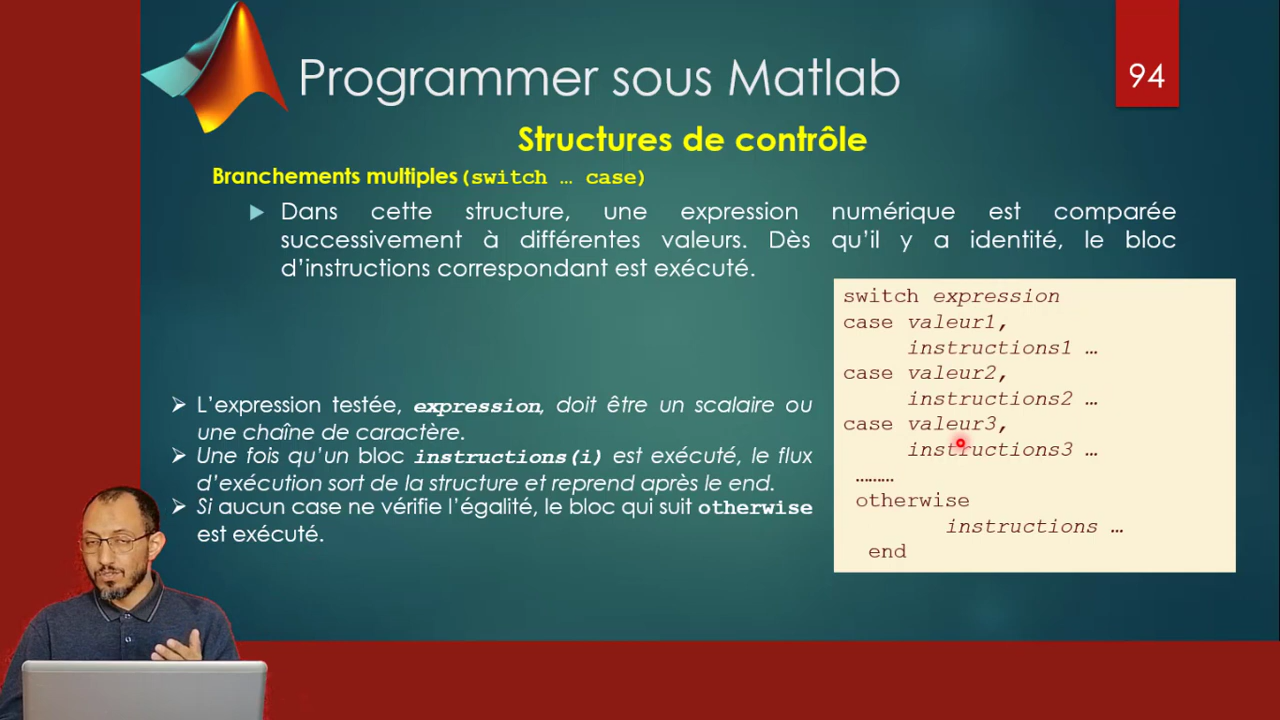 Programmer sous Matlab
94
Structures de contrôle
Branchements multiples (switch … case)
Dans cette structure, une expression numérique est comparée
successivement à différentes valeurs. Dès qu’il y a identité, le bloc
d’instructions correspondant est exécuté.
L’expression testée, expression, doit être un scalaire ou
une chaîne de caractère.
Une fois qu’un bloc instructions(i) est exécuté, le flux
d’exécution sort de la structure et reprend après le end.
Si aucun case ne vérifie l’égalité, le bloc qui suit otherwise
est exécuté.
switch expression
case valeur1,
instructions1 …
case valeur2,
instructions2 …
case valeur3,
instructions3 …
………
otherwise
instructions …
end